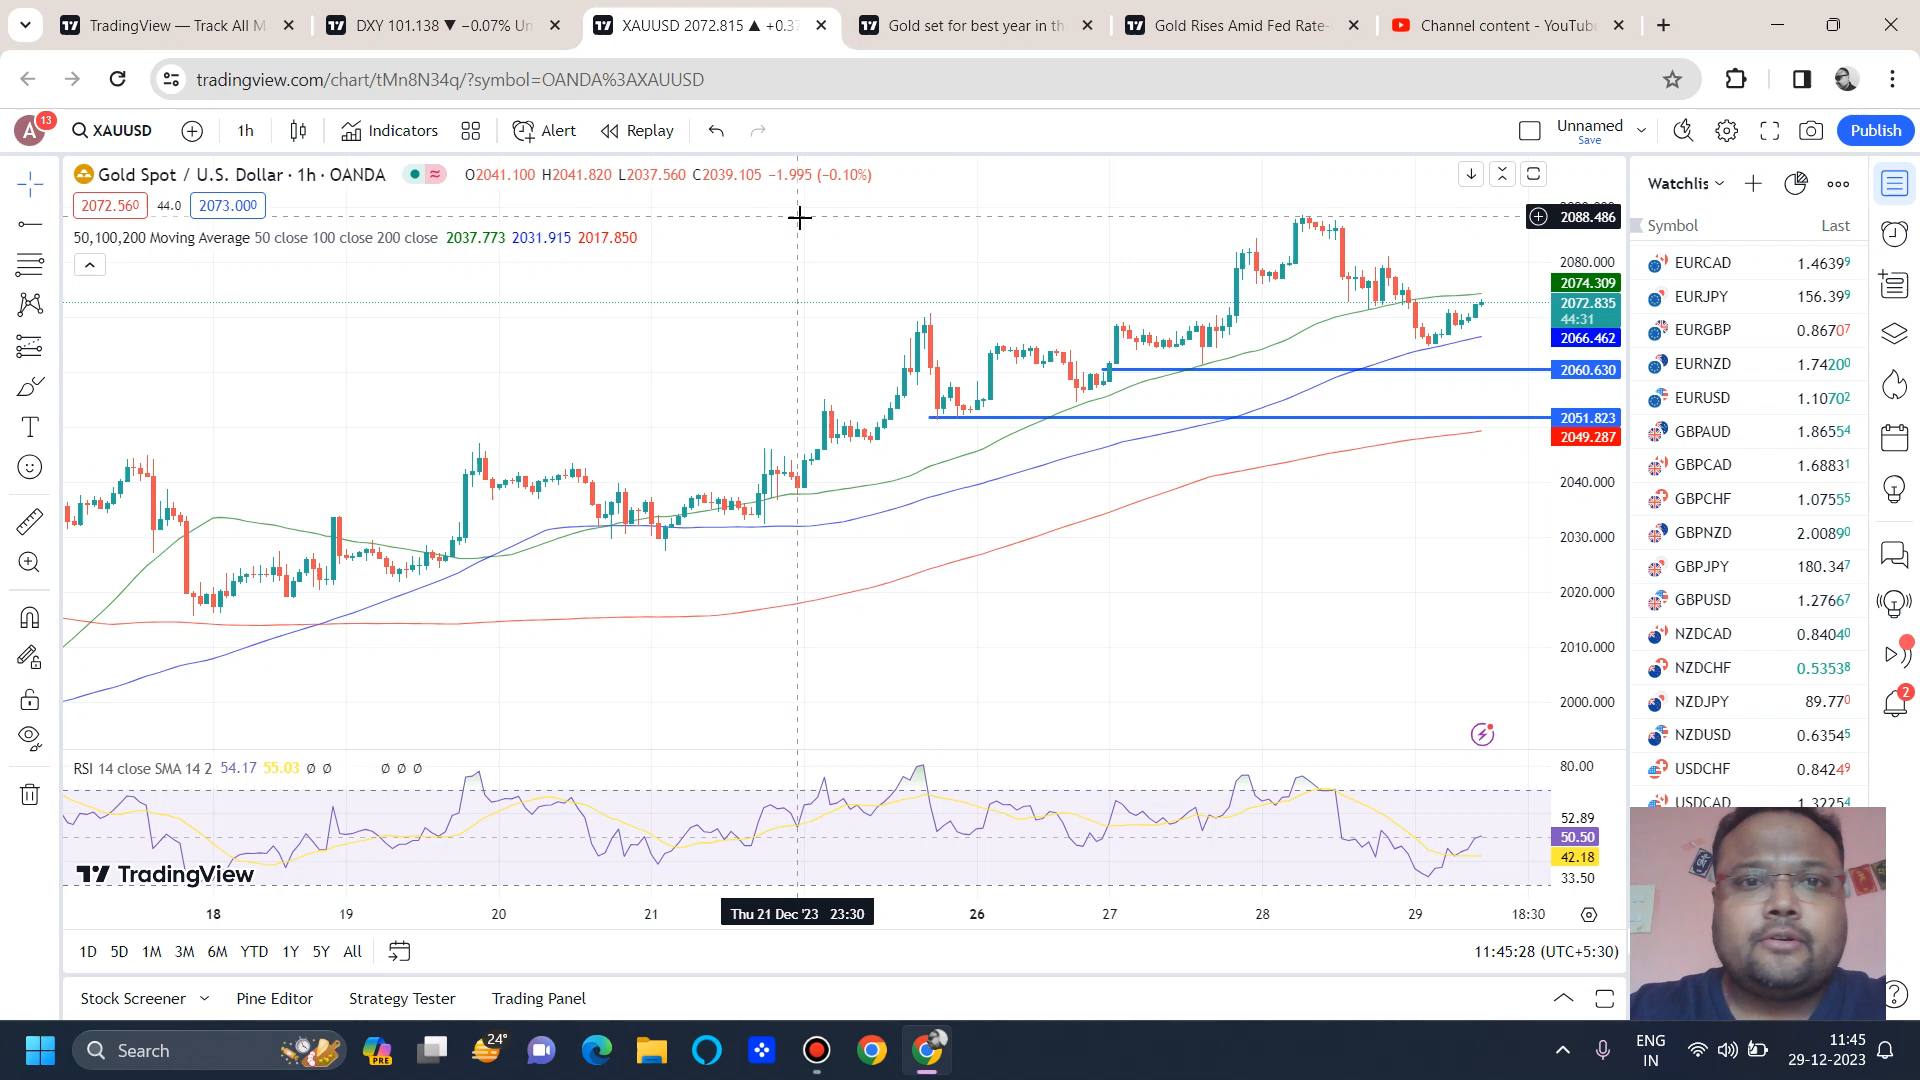 TradingView — Track All M
DXY 101.138 ▼ −0.07% Un
XAUUSD 2072.815 ▲ +0.3
Gold set for best year in th
Gold Rises Amid Fed Rate-
Channel content - YouTube
tradingview.com/chart/tMn8N34q/?symbol=OANDA%3AXAUUSD
A 13 XAUUSD 1h Indicators Alert Replay Unnamed Save Publish
Gold Spot / U.S. Dollar · 1h · OANDA O2041.100 H2041.820 L2037.560 C2039.105 −1.995 (−0.10%)
2072.560 44.0 2073.000
50,100,200 Moving Average 50 close 100 close 200 close 2037.773 2031.915 2017.850
2088.486
2080.000
2074.309
2072.835
44:31
2066.462
2060.630
2051.823
2049.287
2040.000
2030.000
2020.000
2010.000
2000.000
RSI 14 close SMA 14 2 54.17 55.03 Ø Ø Ø Ø Ø
80.00
52.89
50.50
42.18
33.50
TradingView
18 19 20 21 Thu 21 Dec '23 23:30 26 27 28 29 18:30
1D 5D 1M 3M 6M YTD 1Y 5Y All 11:45:28 (UTC+5:30)
Stock Screener Pine Editor Strategy Tester Trading Panel
Watchlis
Symbol Last
EURCAD 1.46399
EURJPY 156.399
EURGBP 0.86707
EURNZD 1.74200
EURUSD 1.10702
GBPAUD 1.86554
GBPCAD 1.68831
GBPCHF 1.07555
GBPNZD 2.00890
GBPJPY 180.347
GBPUSD 1.27667
NZDCAD 0.84040
NZDCHF 0.53538
NZDJPY 89.770
NZDUSD 0.63545
USDCHF 0.84249
USDCAD 1.32254
2
Search
PRE
24°
ENG
IN
11:45
29-12-2023